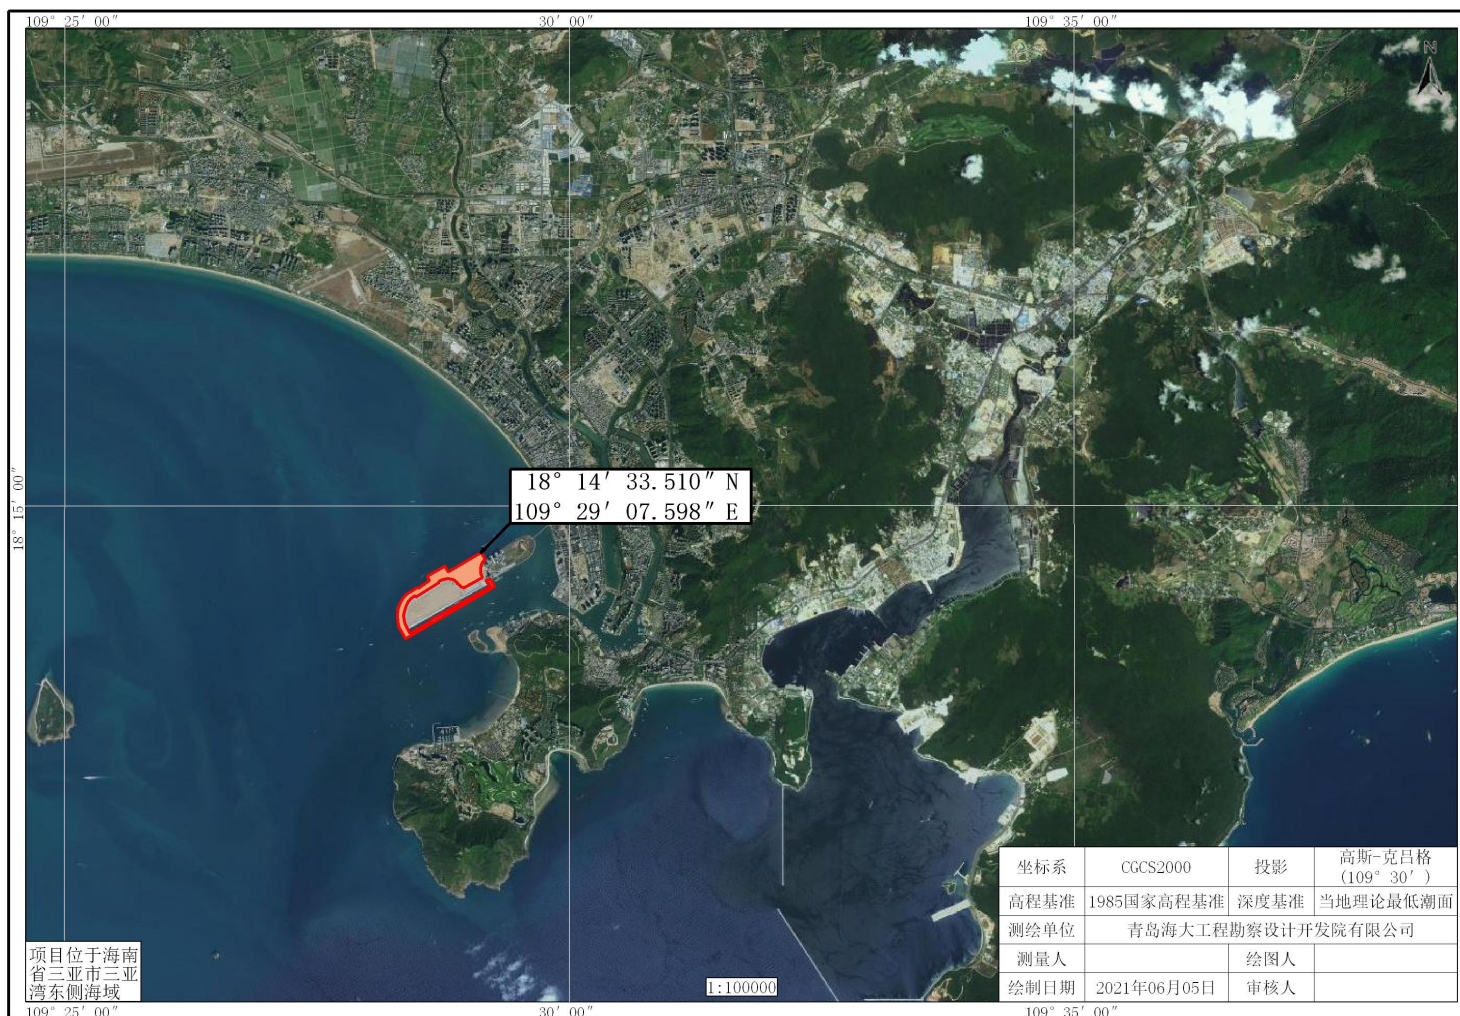 109° 25′ 00″
30′ 00″
109° 35′ 00″
N
18° 15′ 00″
18° 14′ 33.510″ N
109° 29′ 07.598″ E
坐标系 CGCS2000 投影 高斯-克吕格
(109° 30′ )
高程基准 1985国家高程基准 深度基准 当地理论最低潮面
测绘单位 青岛海大工程勘察设计开发院有限公司
测量人 绘图人
绘制日期 2021年06月05日 审核人
项目位于海南
省三亚市三亚
湾东侧海域
1:100000
109° 25′ 00″
30′ 00″
109° 35′ 00″